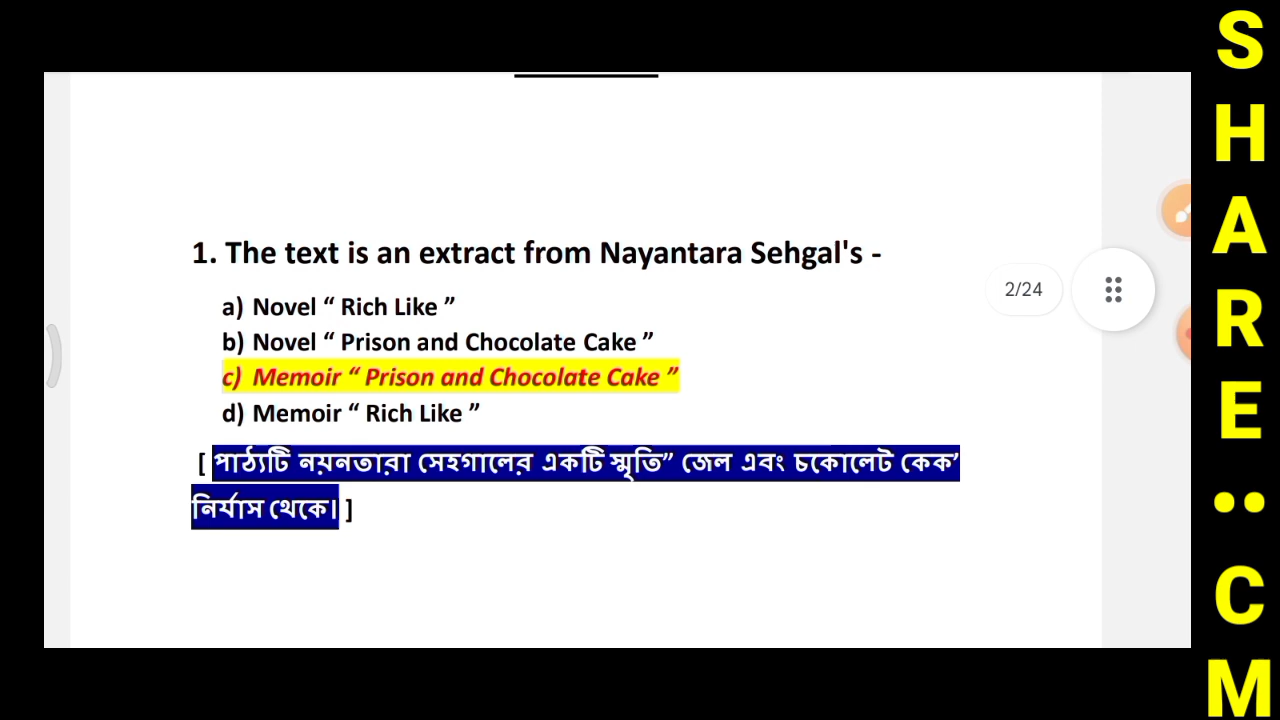 1. The text is an extract from Nayantara Sehgal's -
a) Novel “ Rich Like ”
b) Novel “ Prison and Chocolate Cake ”
c) Memoir “ Prison and Chocolate Cake ”
d) Memoir “ Rich Like ”
[ পাঠ্যটি নয়নতারা সেহগালের একটি স্মৃতি” জেল এবং চকোলেট কেক’
নির্যাস থেকে। ]
2/24
S
H
A
R
E
••
C
M